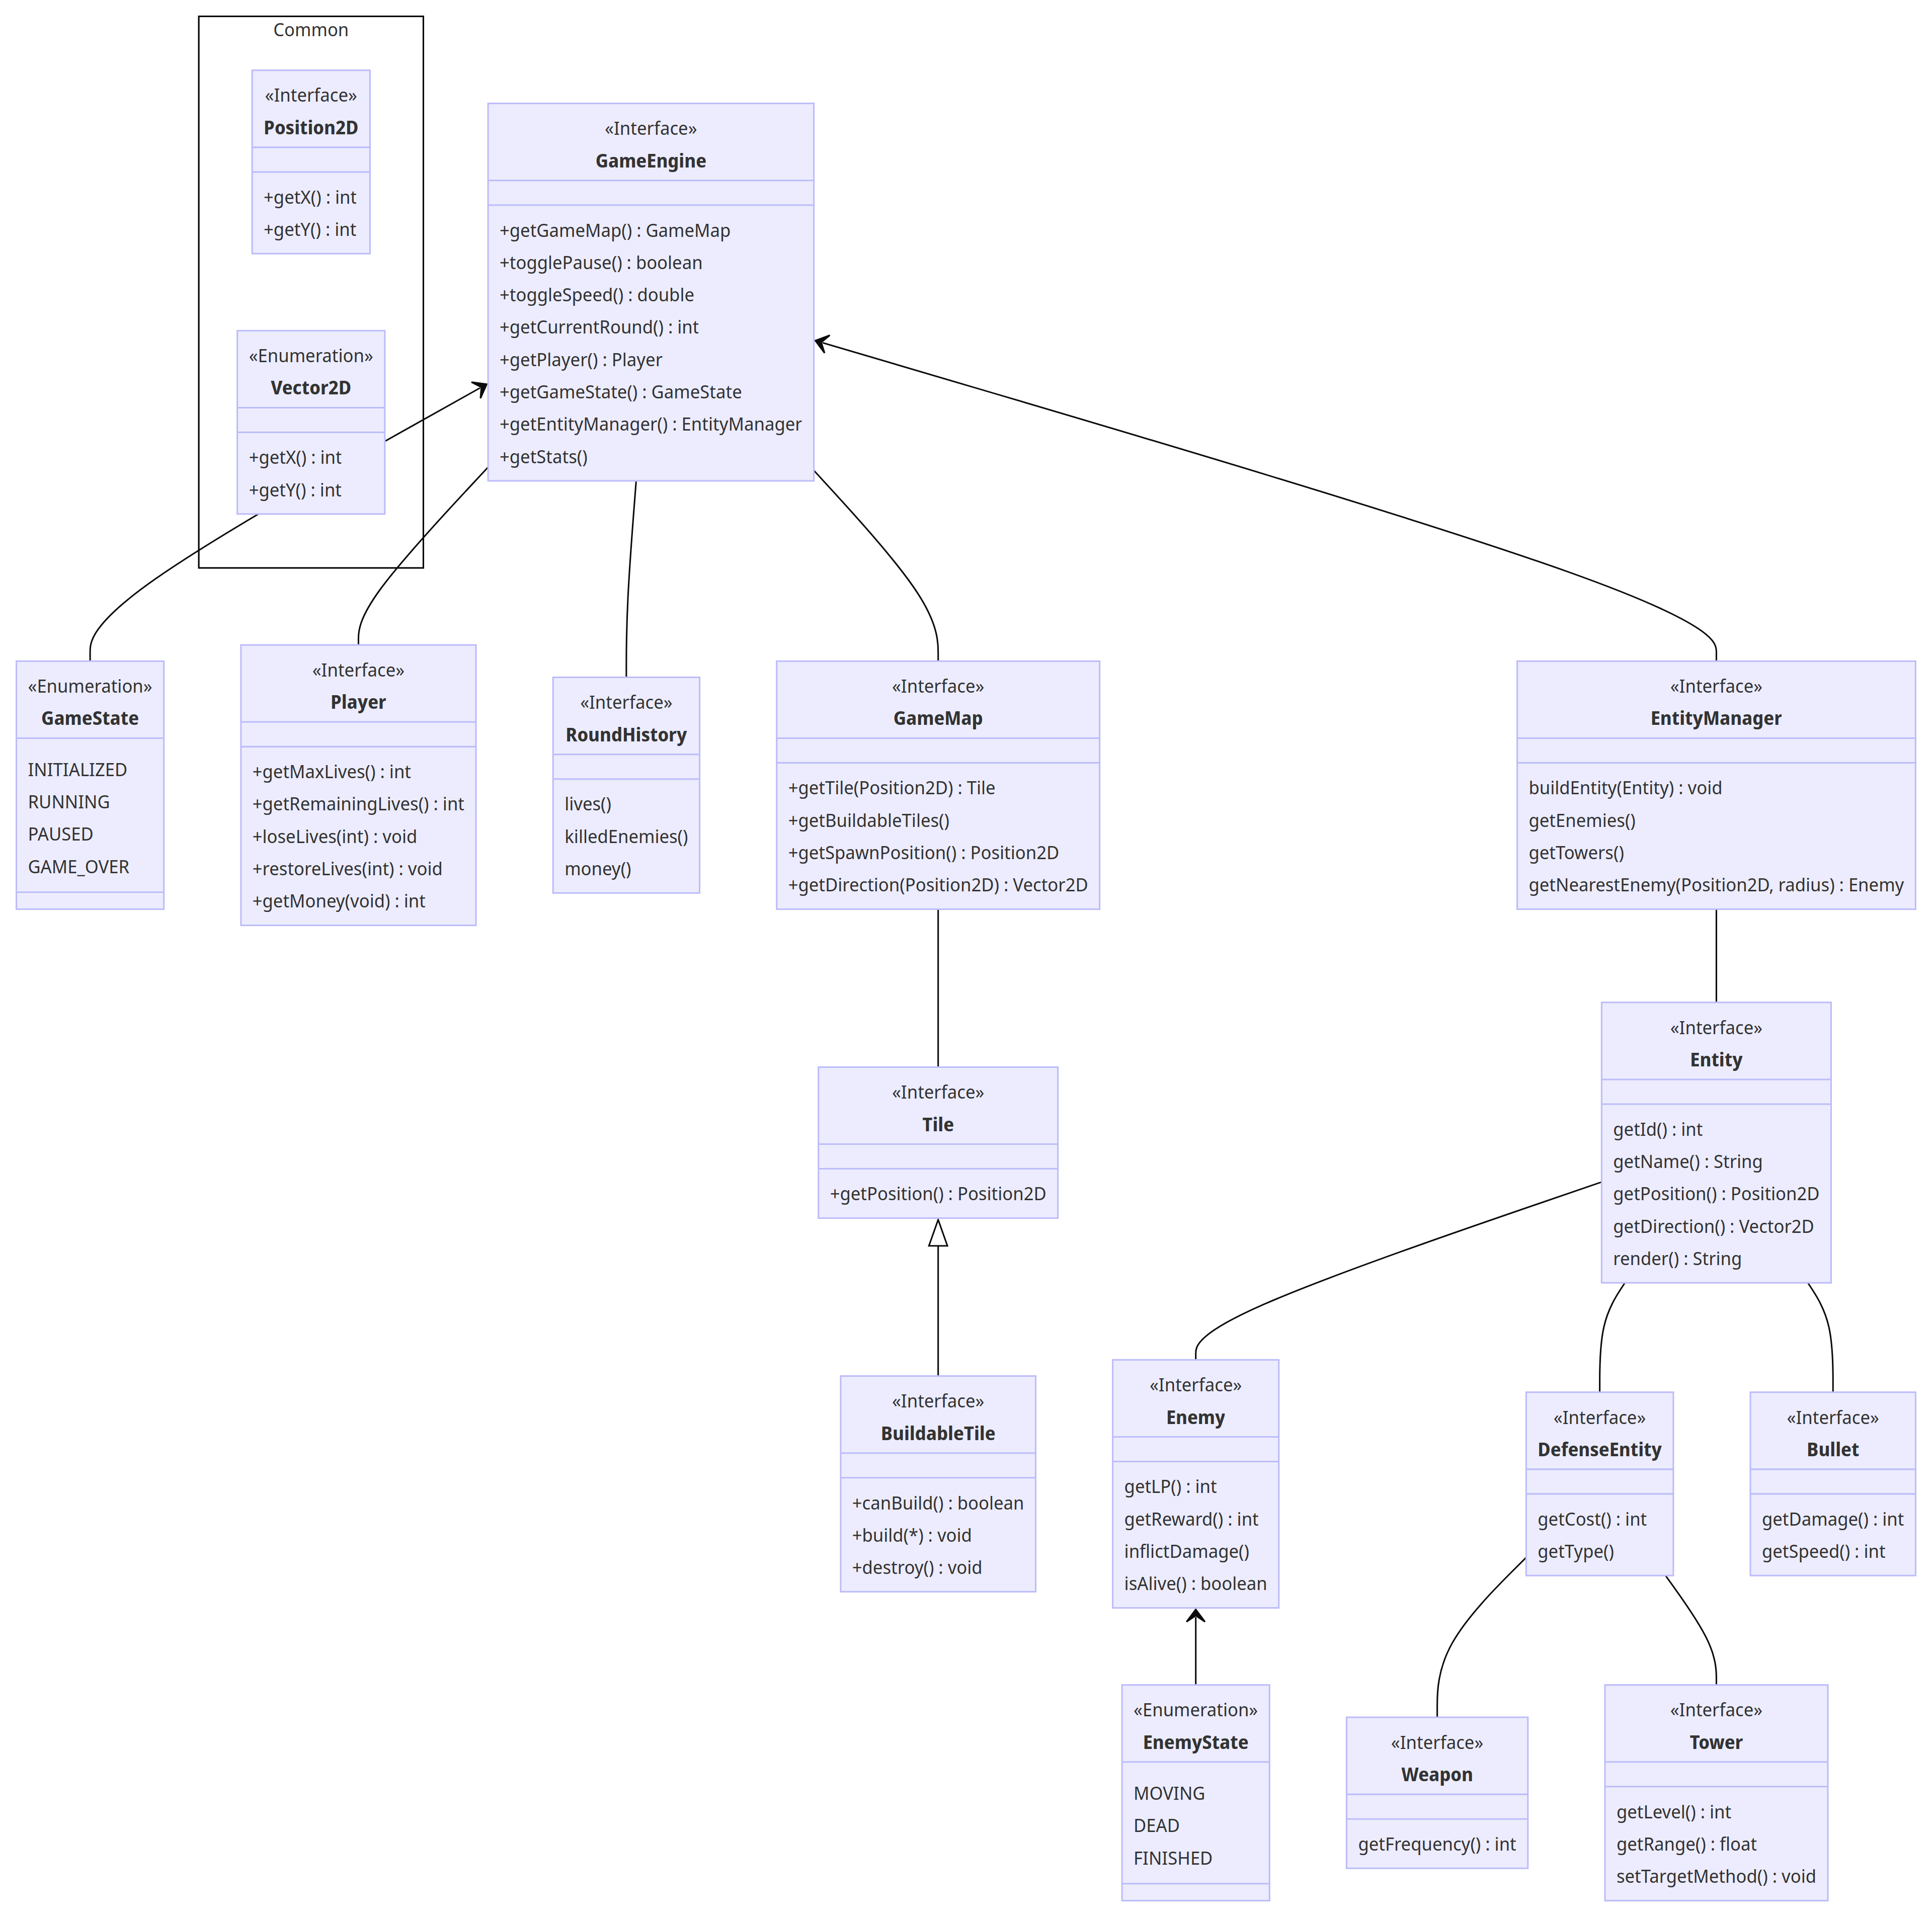 Common
«Interface»
Position2D
+getX() : int
+getY() : int
«Enumeration»
Vector2D
+getX() : int
+getY() : int
«Interface»
GameEngine
+getGameMap() : GameMap
+togglePause() : boolean
+toggleSpeed() : double
+getCurrentRound() : int
+getPlayer() : Player
+getGameState() : GameState
+getEntityManager() : EntityManager
+getStats()
«Enumeration»
GameState
INITIALIZED
RUNNING
PAUSED
GAME_OVER
«Interface»
Player
+getMaxLives() : int
+getRemainingLives() : int
+loseLives(int) : void
+restoreLives(int) : void
+getMoney(void) : int
«Interface»
RoundHistory
lives()
killedEnemies()
money()
«Interface»
GameMap
+getTile(Position2D) : Tile
+getBuildableTiles()
+getSpawnPosition() : Position2D
+getDirection(Position2D) : Vector2D
«Interface»
EntityManager
buildEntity(Entity) : void
getEnemies()
getTowers()
getNearestEnemy(Position2D, radius) : Enemy
«Interface»
Tile
+getPosition() : Position2D
«Interface»
Entity
getId() : int
getName() : String
getPosition() : Position2D
getDirection() : Vector2D
render() : String
«Interface»
BuildableTile
+canBuild() : boolean
+build(*) : void
+destroy() : void
«Interface»
Enemy
getLP() : int
getReward() : int
inflictDamage()
isAlive() : boolean
«Interface»
DefenseEntity
getCost() : int
getType()
«Interface»
Bullet
getDamage() : int
getSpeed() : int
«Enumeration»
EnemyState
MOVING
DEAD
FINISHED
«Interface»
Weapon
getFrequency() : int
«Interface»
Tower
getLevel() : int
getRange() : float
setTargetMethod() : void